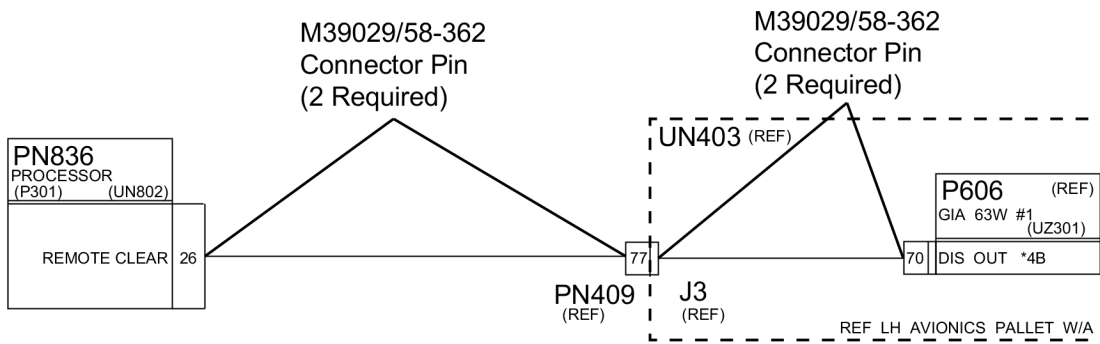 M39029/58-362
Connector Pin
(2 Required)
M39029/58-362
Connector Pin
(2 Required)
PN836
PROCESSOR
(P301) (UN802)
REMOTE CLEAR 26
77
PN409
(REF)
UN403 (REF)
J3
(REF)
P606 (REF)
GIA 63W #1
(UZ301)
70 DIS OUT *4B
REF LH AVIONICS PALLET W/A